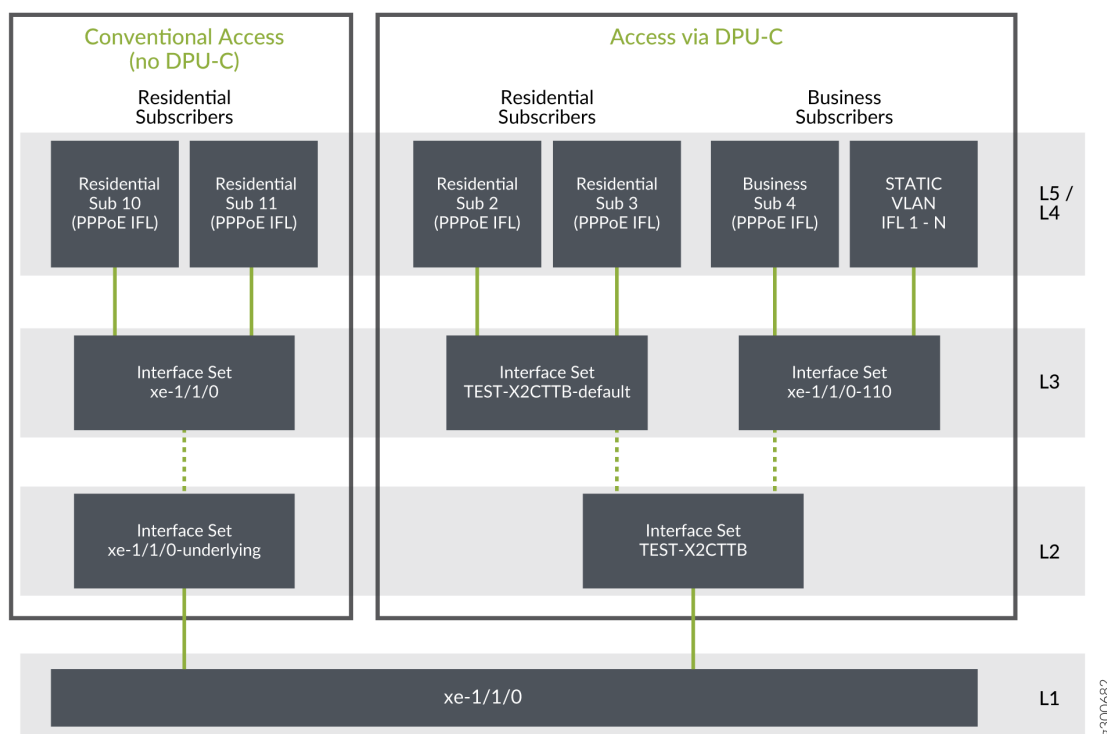 Conventional Access
(no DPU-C)
Residential
Subscribers
Access via DPU-C
Residential
Subscribers
Business
Subscribers
Residential
Sub 10
(PPPoE IFL)
Residential
Sub 11
(PPPoE IFL)
Residential
Sub 2
(PPPoE IFL)
Residential
Sub 3
(PPPoE IFL)
Business
Sub 4
(PPPoE IFL)
STATIC
VLAN
IFL 1 - N
L5 /
L4
Interface Set
xe-1/1/0
Interface Set
TEST-X2CTTB-default
Interface Set
xe-1/1/0-110
L3
Interface Set
xe-1/1/0-underlying
Interface Set
TEST-X2CTTB
L2
xe-1/1/0
L1
g300682